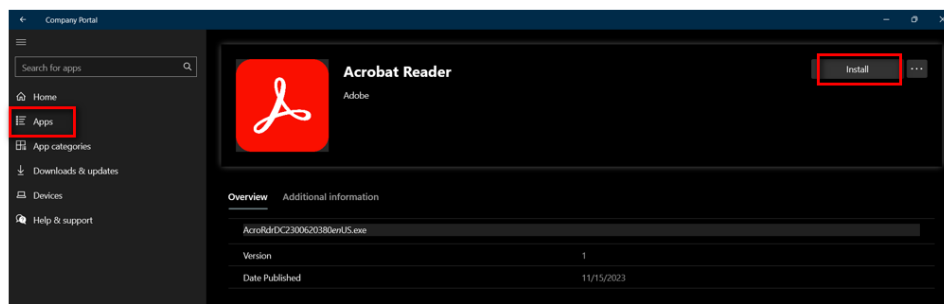 Company Portal
Search for apps
Home
Apps
App categories
Downloads & updates
Devices
Help & support
Acrobat Reader
Adobe
Install
Overview Additional information
AcroRdrDC2300620380enUS.exe
Version 1
Date Published 11/15/2023